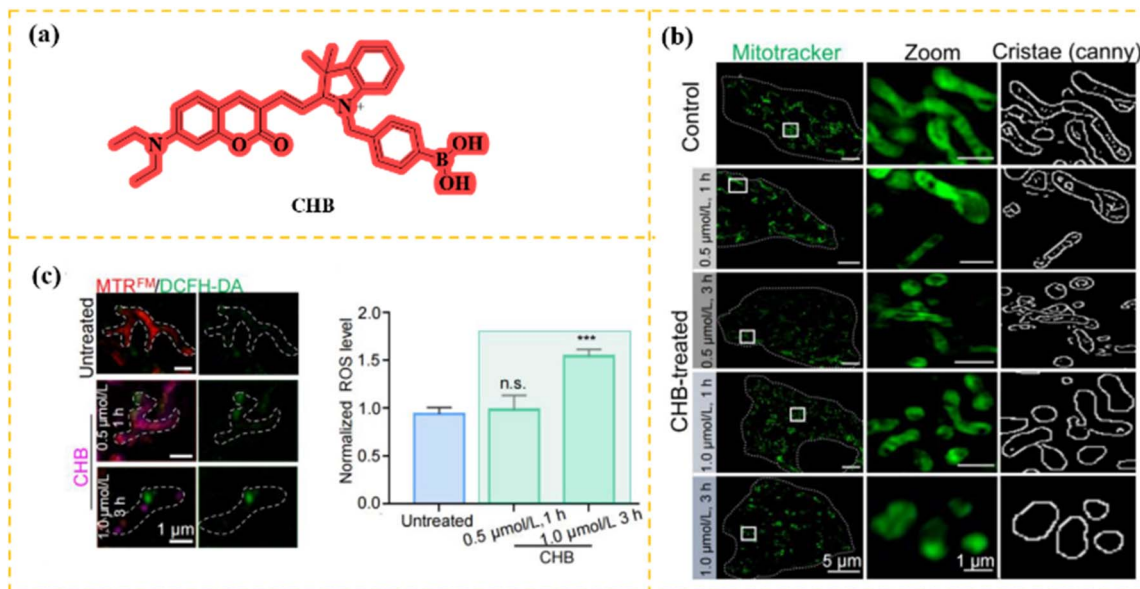 (a)
N
O
O
N
+
B
OH
OH
CHB
(b)
Mitotracker
Zoom
Cristae (canny)
Control
CHB-treated
0.5 µmol/L, 1 h
0.5 µmol/L, 3 h
1.0 µmol/L, 1 h
1.0 µmol/L, 3 h
5 µm
1 µm
(c)
MTRFM/DCFH-DA
Untreated
CHB
0.5 µmol/L
1 h
1.0 µmol/L
3 h
1 µm
Normalized ROS level
2.0
1.5
1.0
0.5
0.0
n.s.
***
Untreated
0.5 µmol/L,1 h
1.0 µmol/L 3 h
CHB